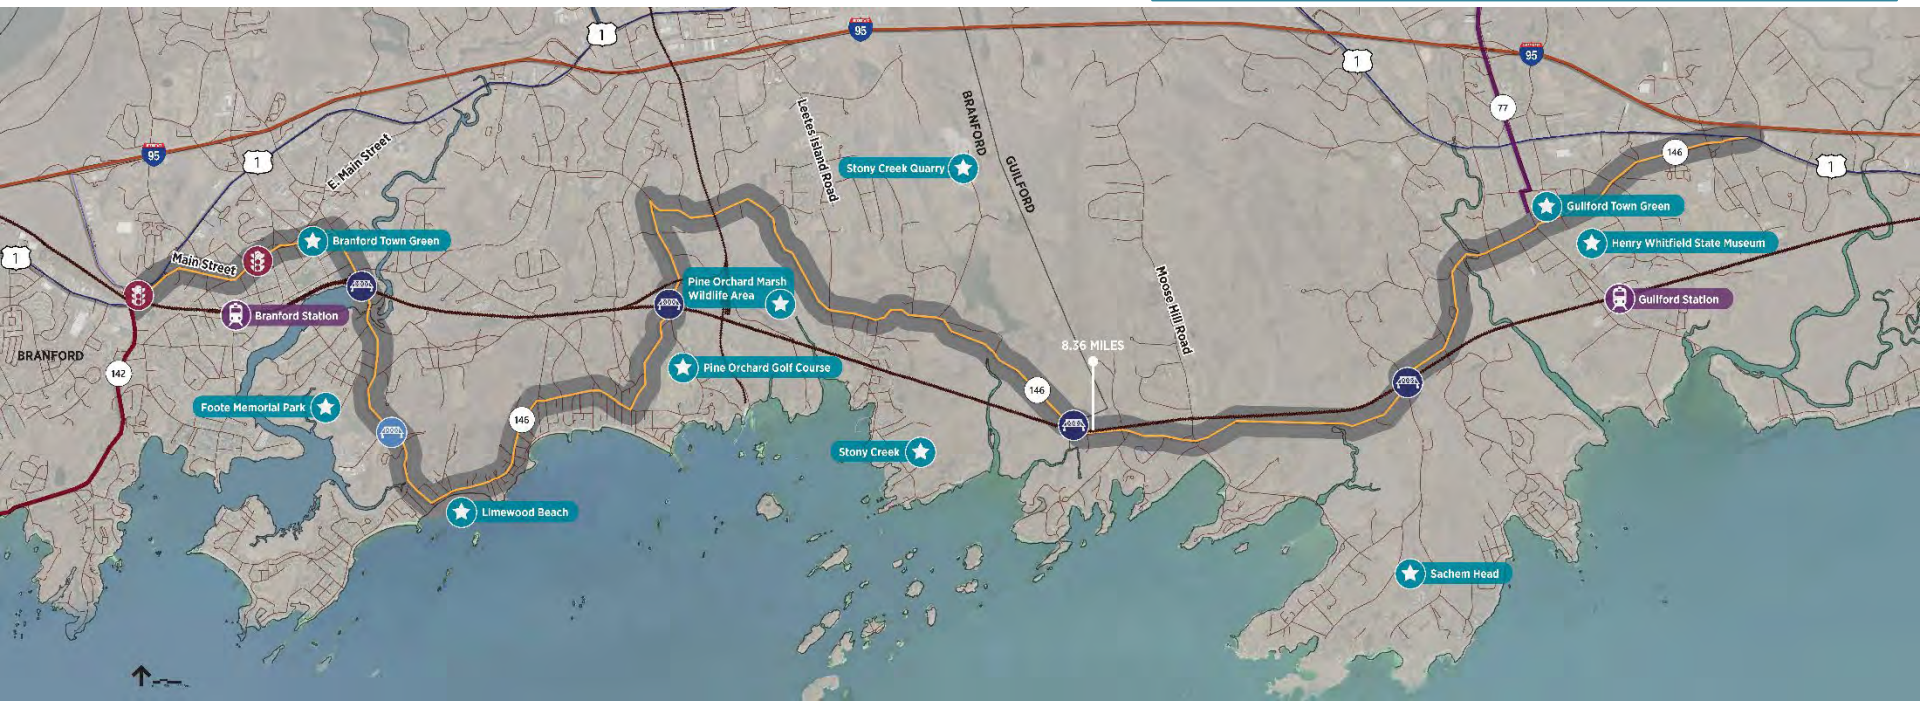 1
95
1
95
77
BRANFORD
GUILFORD
Leetes Island Road
Stony Creek Quarry
E. Main Street
95
1
146
1
Guilford Town Green
Branford Town Green
Henry Whitfield State Museum
Main Street
1
Pine Orchard Marsh
Wildlife Area
Moose Hill Road
Guilford Station
Branford Station
8.36 MILES
BRANFORD
142
Pine Orchard Golf Course
146
Foote Memorial Park
146
Stony Creek
Limewood Beach
Sachem Head